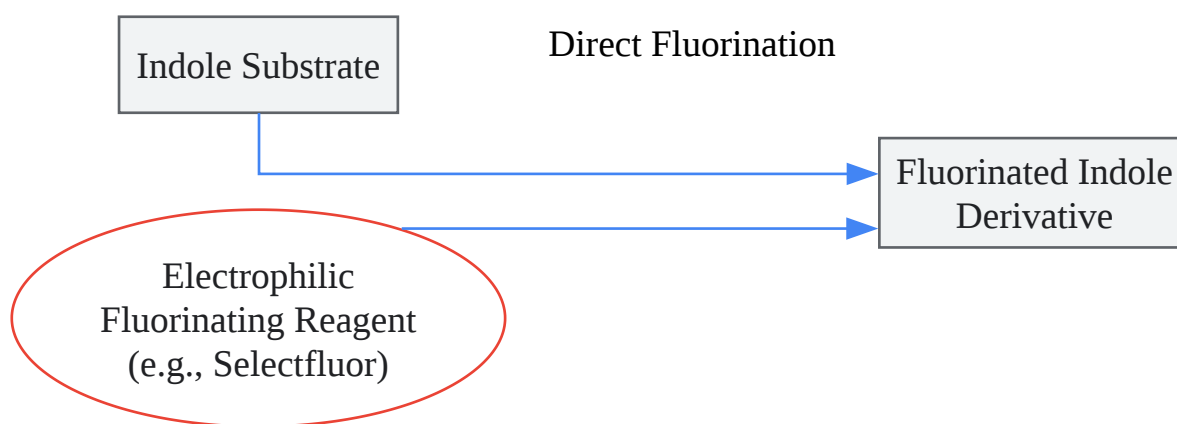 Indole Substrate
Direct Fluorination
Fluorinated Indole
Derivative
Electrophilic
Fluorinating Reagent
(e.g., Selectfluor)